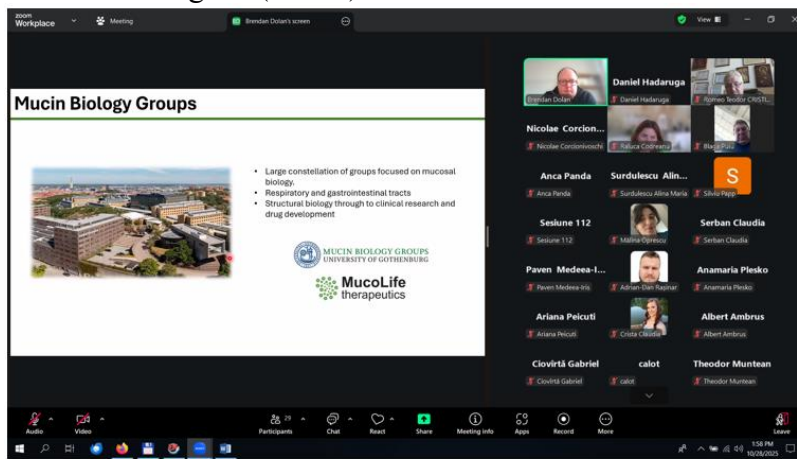 zoom
Workplace
Meeting
Brendan Dolan's screen
View
Mucin Biology Groups
• Large constellation of groups focused on mucosal
biology.
• Respiratory and gastrointestinal tracts
• Structural biology through to clinical research and
drug development
MUCIN BIOLOGY GROUPS
UNIVERSITY OF GOTHENBURG
MucoLife
therapeutics
Brendan Dolan
Daniel Hadaruga
Daniel Hadaruga
Romeo Teodor CRISTI...
Nicolae Corcion...
Nicolae Corcionivoschi
Raluca Codreanu
Blaga Puiu
Anca Panda
Anca Panda
Surdulescu Alin...
Surdulescu Alina Maria
S
Silviu Papp
Sesiune 112
Sesiune 112
Mălina Oprescu
Serban Claudia
Serban Claudia
Paven Medeea-I...
Paven Medeea-Iris
Adrian-Dan Rasinar
Anamaria Plesko
Anamaria Plesko
Ariana Peicuti
Ariana Peicuti
Crista Claudia
Albert Ambrus
Albert Ambrus
Ciovîrtă Gabriel
Ciovîrtă Gabriel
calot
calot
Theodor Muntean
Theodor Muntean
Audio
Video
29
Participants
Chat
React
Share
Meeting info
Apps
Record
More
Leave
1:58 PM
10/28/2025